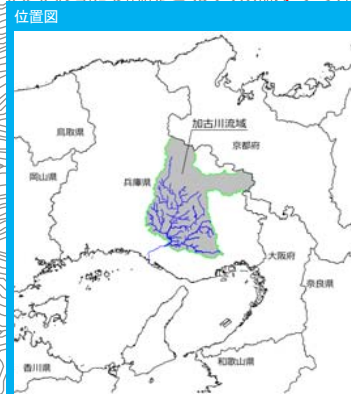 位置図
鳥取県
加古川流域
京都府
岡山県
兵庫県
大阪府
奈良県
香川県
和歌山県